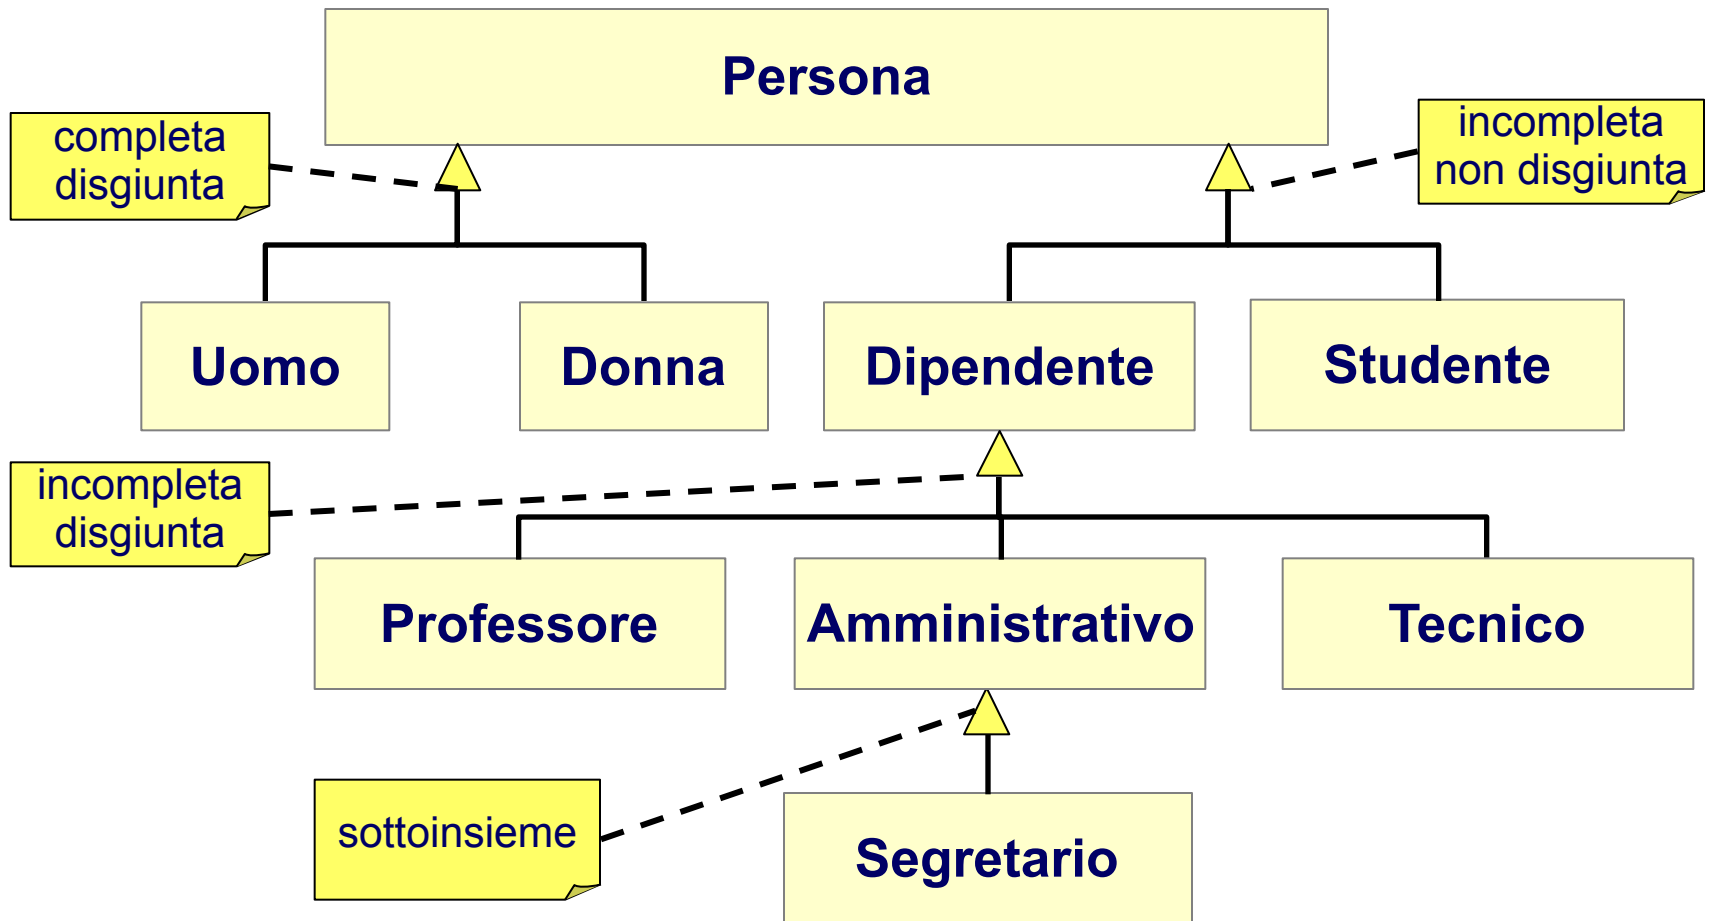 Persona
completa
disgiunta
incompleta
non disgiunta
Uomo
Donna
Dipendente
Studente
incompleta
disgiunta
Professore
Amministrativo
Tecnico
sottoinsieme
Segretario